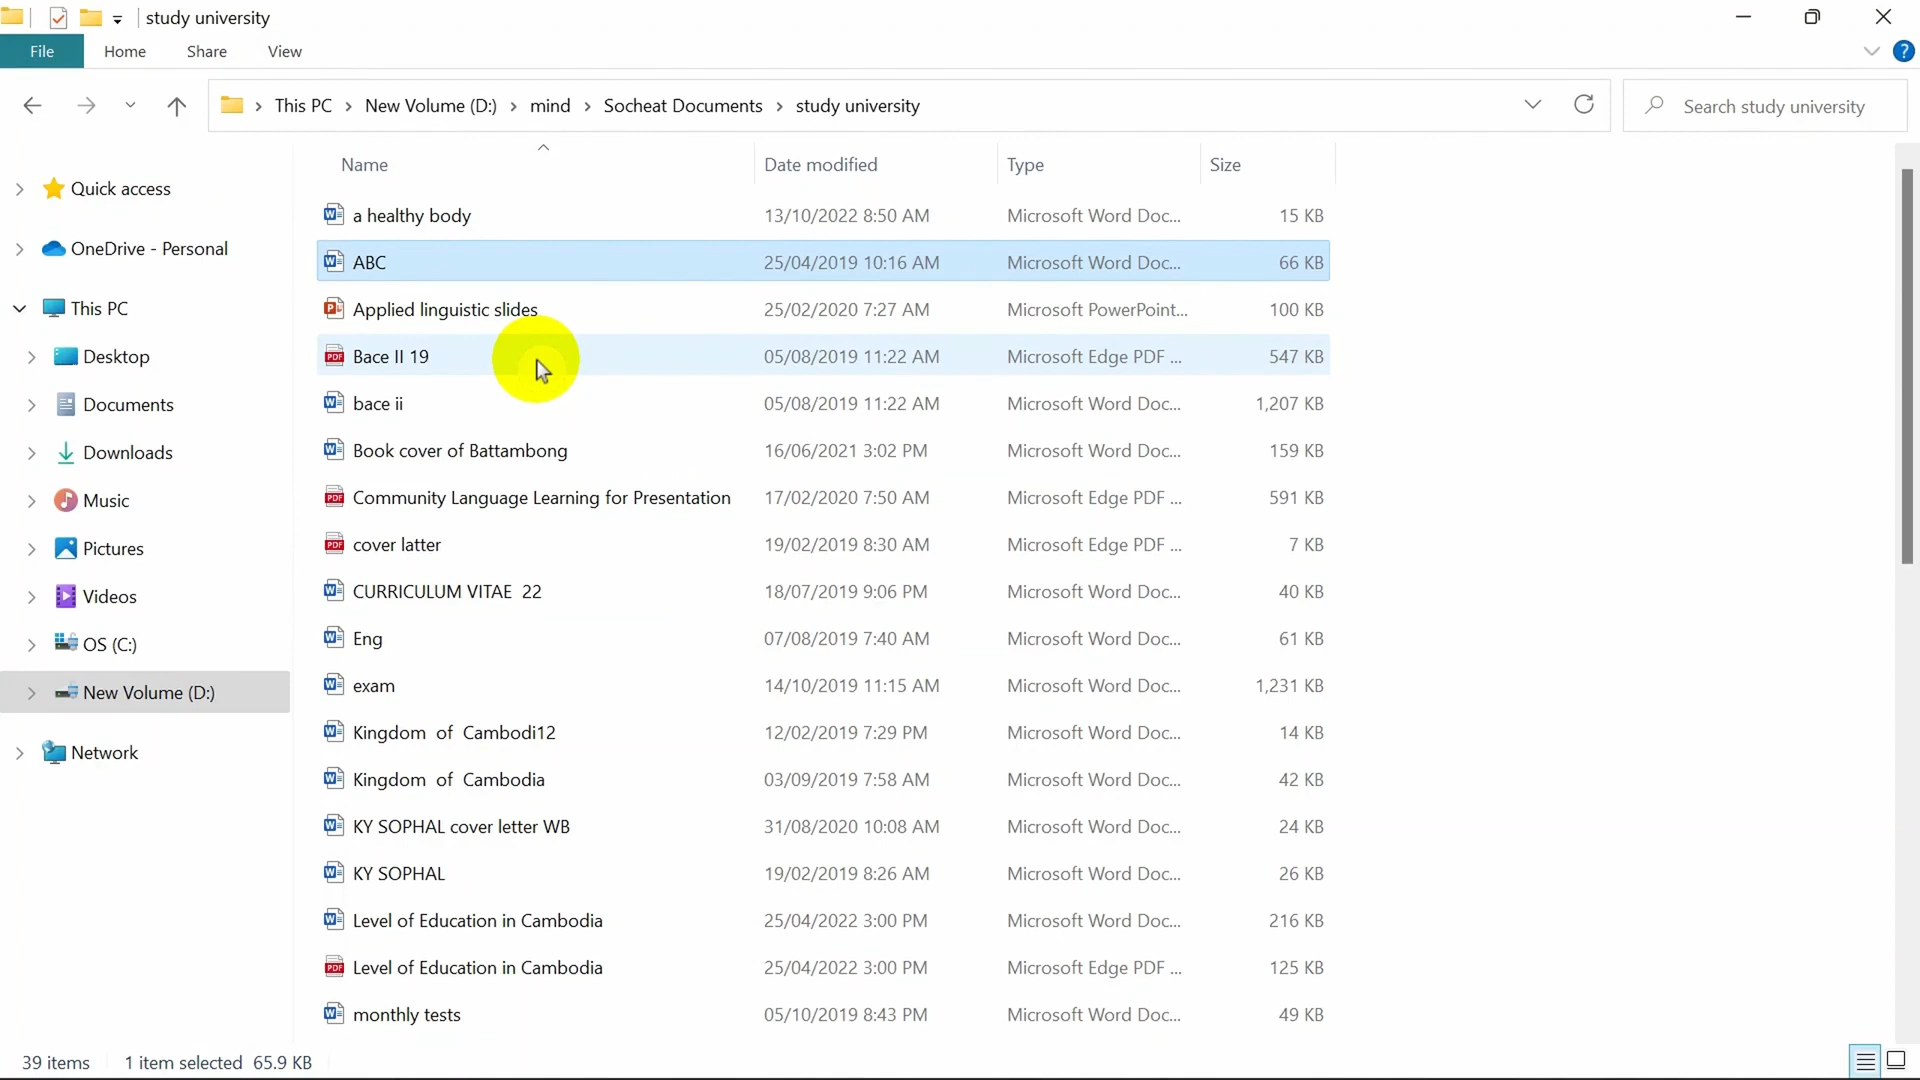 study university
File Home Share View
This PC New Volume (D:) mind Socheat Documents study university Search study university
Name Date modified Type Size
Quick access
OneDrive - Personal
This PC
Desktop
Documents
Downloads
Music
Pictures
Videos
OS (C:)
New Volume (D:)
Network
a healthy body 13/10/2022 8:50 AM Microsoft Word Doc... 15 KB
ABC 25/04/2019 10:16 AM Microsoft Word Doc... 66 KB
Applied linguistic slides 25/02/2020 7:27 AM Microsoft PowerPoint... 100 KB
PDF Bace II 19 05/08/2019 11:22 AM Microsoft Edge PDF ... 547 KB
bace ii 05/08/2019 11:22 AM Microsoft Word Doc... 1,207 KB
Book cover of Battambong 16/06/2021 3:02 PM Microsoft Word Doc... 159 KB
PDF Community Language Learning for Presentation 17/02/2020 7:50 AM Microsoft Edge PDF ... 591 KB
PDF cover latter 19/02/2019 8:30 AM Microsoft Edge PDF ... 7 KB
CURRICULUM VITAE 22 18/07/2019 9:06 PM Microsoft Word Doc... 40 KB
Eng 07/08/2019 7:40 AM Microsoft Word Doc... 61 KB
exam 14/10/2019 11:15 AM Microsoft Word Doc... 1,231 KB
Kingdom of Cambodi12 12/02/2019 7:29 PM Microsoft Word Doc... 14 KB
Kingdom of Cambodia 03/09/2019 7:58 AM Microsoft Word Doc... 42 KB
KY SOPHAL cover letter WB 31/08/2020 10:08 AM Microsoft Word Doc... 24 KB
KY SOPHAL 19/02/2019 8:26 AM Microsoft Word Doc... 26 KB
Level of Education in Cambodia 25/04/2022 3:00 PM Microsoft Word Doc... 216 KB
PDF Level of Education in Cambodia 25/04/2022 3:00 PM Microsoft Edge PDF ... 125 KB
monthly tests 05/10/2019 8:43 PM Microsoft Word Doc... 49 KB
39 items 1 item selected 65.9 KB